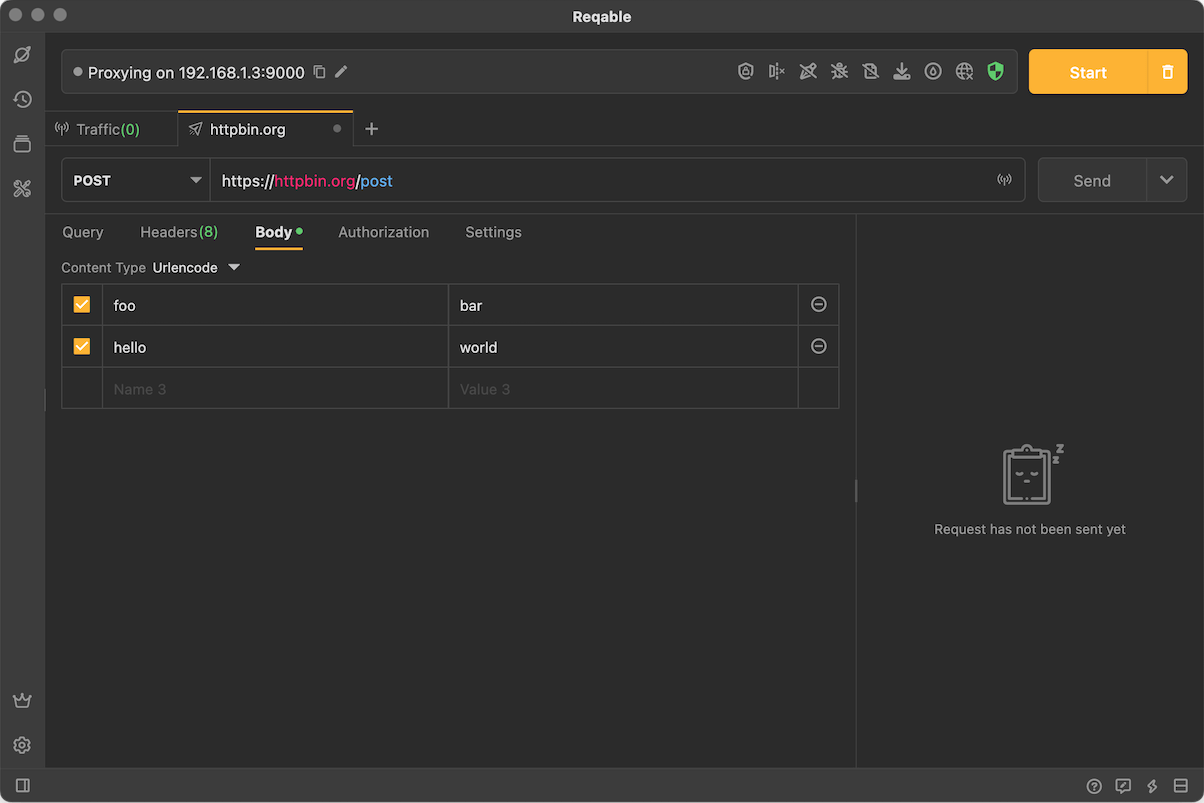 Reqable
Proxying on 192.168.1.3:9000
Start
Traffic(0)
httpbin.org
POST
https://httpbin.org/post
Send
Query
Headers(8)
Body
Authorization
Settings
Content Type Urlencode
foo bar
hello world
Name 3 Value 3
z
z
Request has not been sent yet